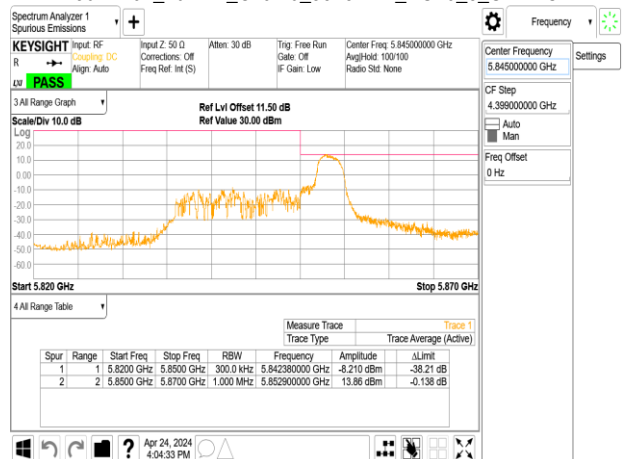 Spectrum Analyzer 1
Spurious Emissions
Frequency
KEYSIGHT
R
LXI
PASS
Input: RF
Coupling: DC
Align: Auto
Input Z: 50 Ω
Corrections: Off
Freq Ref: Int (S)
Atten: 30 dB
Trig: Free Run
Gate: Off
IF Gain: Low
Center Freq: 5.845000000 GHz
Avg|Hold: 100/100
Radio Std: None
Center Frequency
5.845000000 GHz
Settings
CF Step
4.399000000 GHz
Auto
Man
Freq Offset
0 Hz
3 All Range Graph
Scale/Div 10.0 dB
Ref Lvl Offset 11.50 dB
Ref Value 30.00 dBm
Log
20.0
10.0
0.00
-10.0
-20.0
-30.0
-40.0
-50.0
-60.0
Start 5.820 GHz
Stop 5.870 GHz
4 All Range Table
Measure Trace Trace 1
Trace Type Trace Average (Active)
Spur Range Start Freq Stop Freq RBW Frequency Amplitude ΔLimit
1 1 5.8200 GHz 5.8500 GHz 300.0 kHz 5.842380000 GHz -8.210 dBm -38.21 dB
2 2 5.8500 GHz 5.8700 GHz 1.000 MHz 5.852900000 GHz 13.86 dBm -0.138 dB
Apr 24, 2024
4:04:33 PM